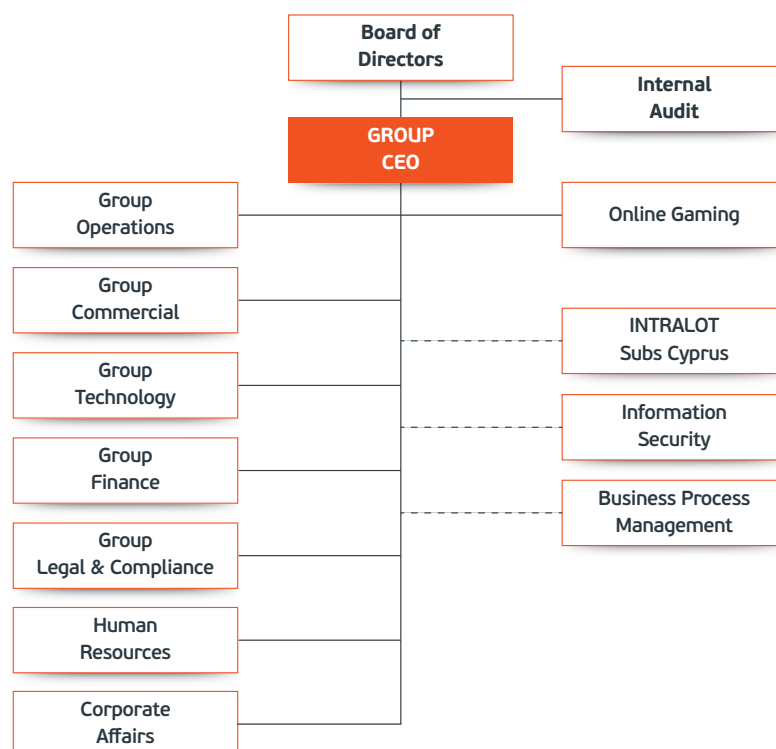 Board of
Directors
Internal
Audit
GROUP
CEO
Group
Operations
Online Gaming
Group
Commercial
INTRALOT
Subs Cyprus
Group
Technology
Information
Security
Group
Finance
Business Process
Management
Group
Legal & Compliance
Human
Resources
Corporate
Affairs